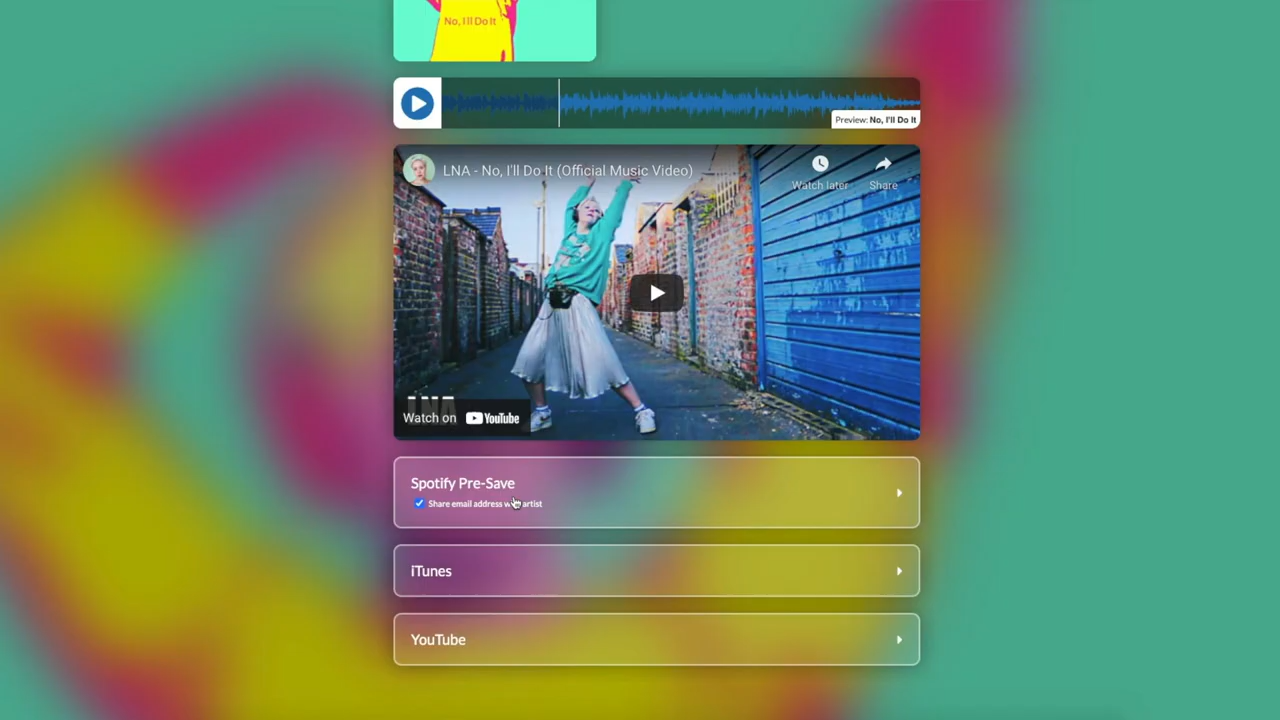 No, I'll Do It
Preview: No, I'll Do It
LNA - No, I'll Do It (Official Music Video)
Watch later
Share
LNA
Watch on YouTube
Spotify Pre-Save
Share email address artist
iTunes
YouTube